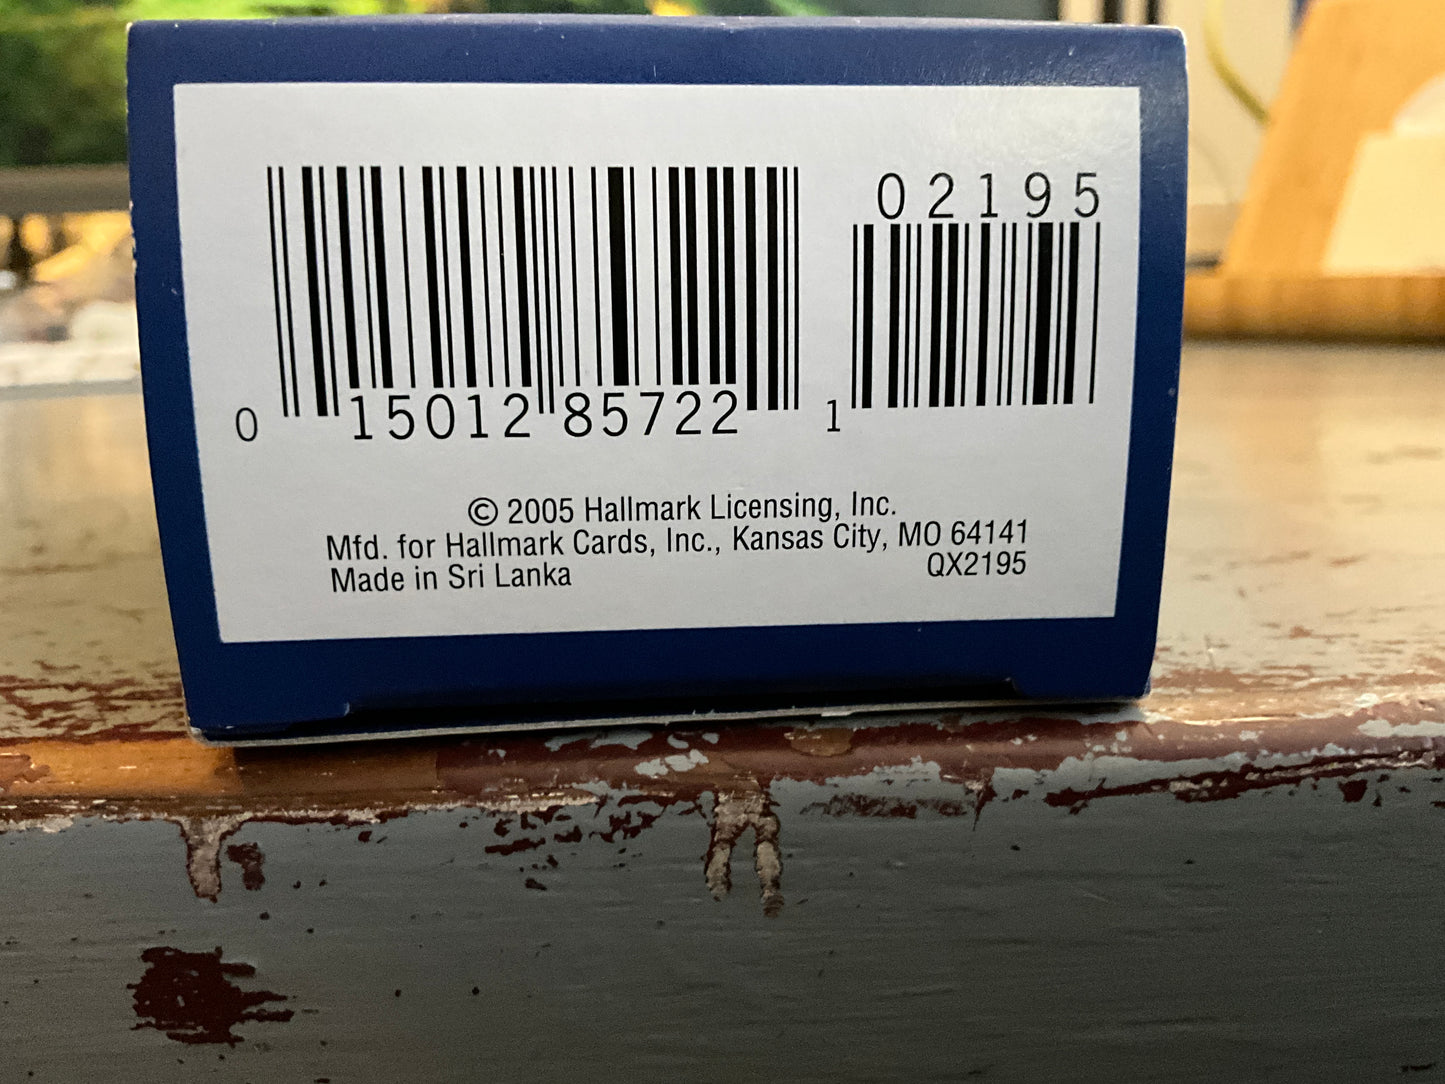 02195
0 15012 85722 1
© 2005 Hallmark Licensing, Inc.
Mfd. for Hallmark Cards, Inc., Kansas City, MO 64141
Made in Sri Lanka QX2195